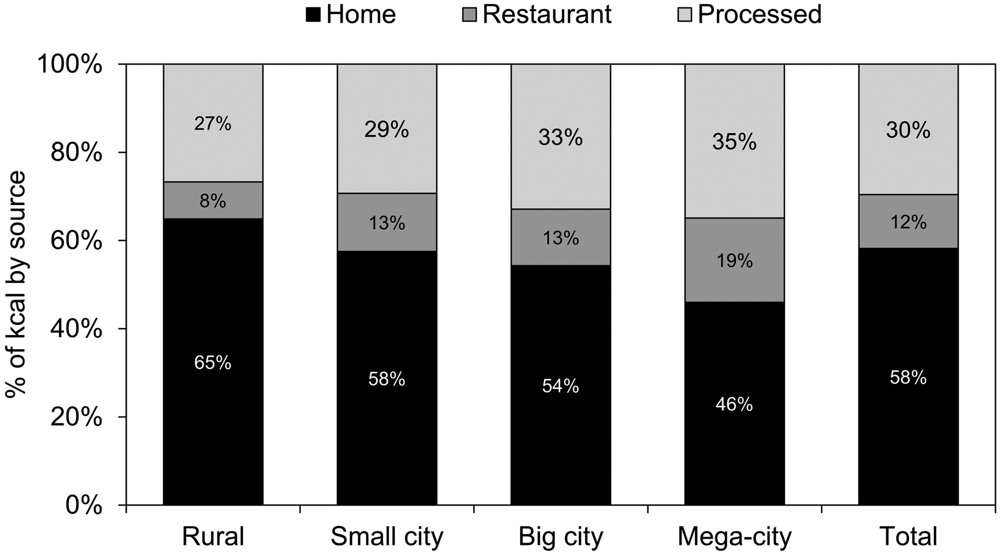 Home Restaurant Processed
100%
80%
60%
40%
20%
0%
% of kcal by source
27% 29% 33% 35% 30%
8% 13% 13% 19% 12%
65% 58% 54% 46% 58%
Rural Small city Big city Mega-city Total